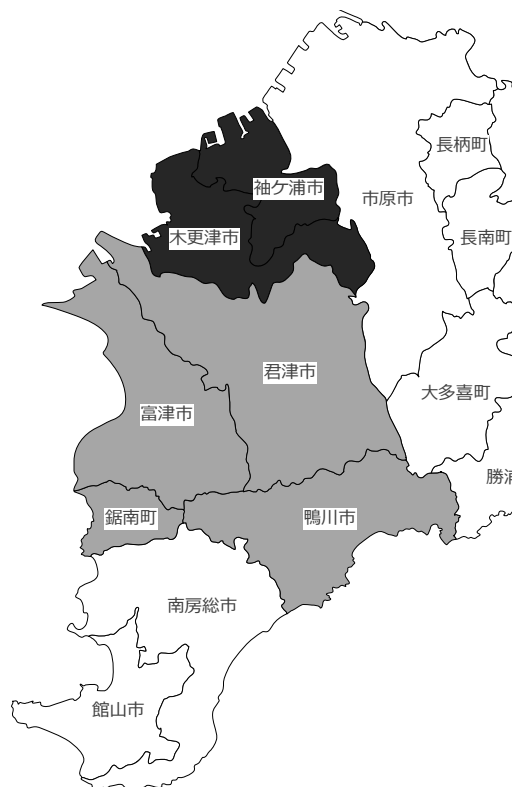 長柄町
袖ケ浦市
市原市
木更津市
長南町
君津市
大多喜町
富津市
勝浦
鋸南町
鴨川市
南房総市
館山市